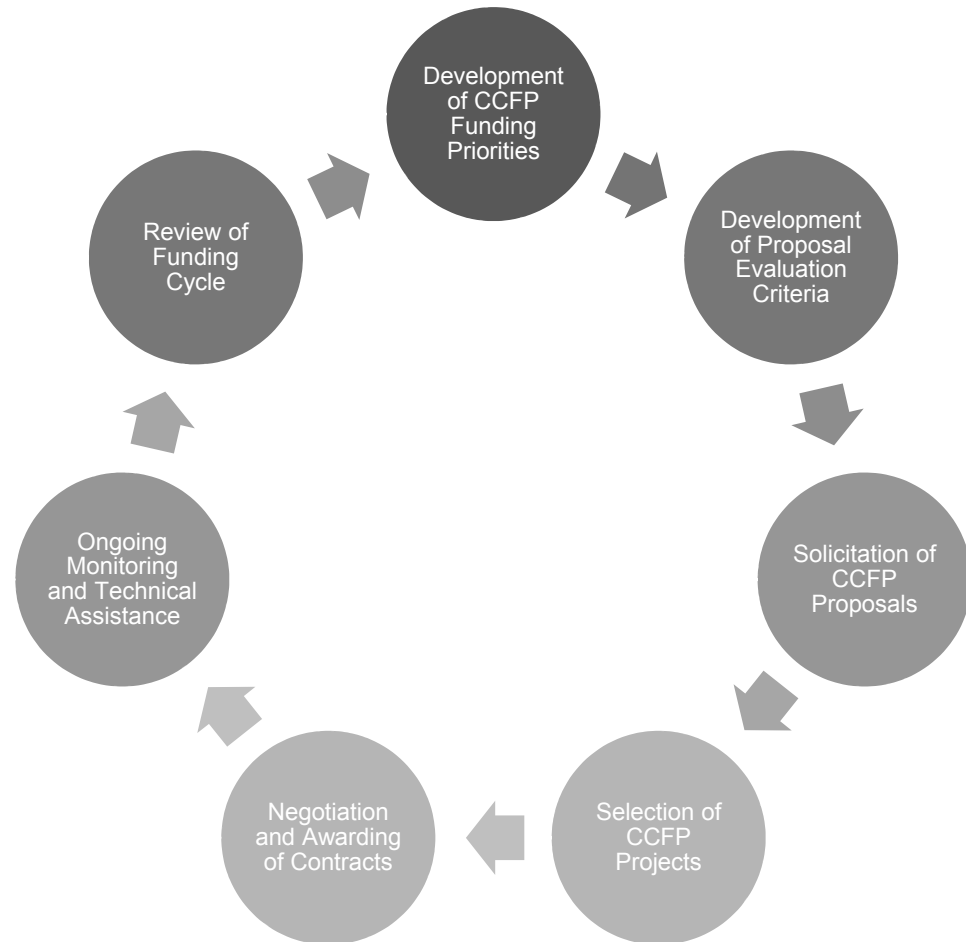 Development
of CCFP
Funding
Priorities
Development
of Proposal
Evaluation
Criteria
Solicitation of
CCFP
Proposals
Selection of
CCFP
Projects
Negotiation
and Awarding
of Contracts
Ongoing
Monitoring
and Technical
Assistance
Review of
Funding
Cycle